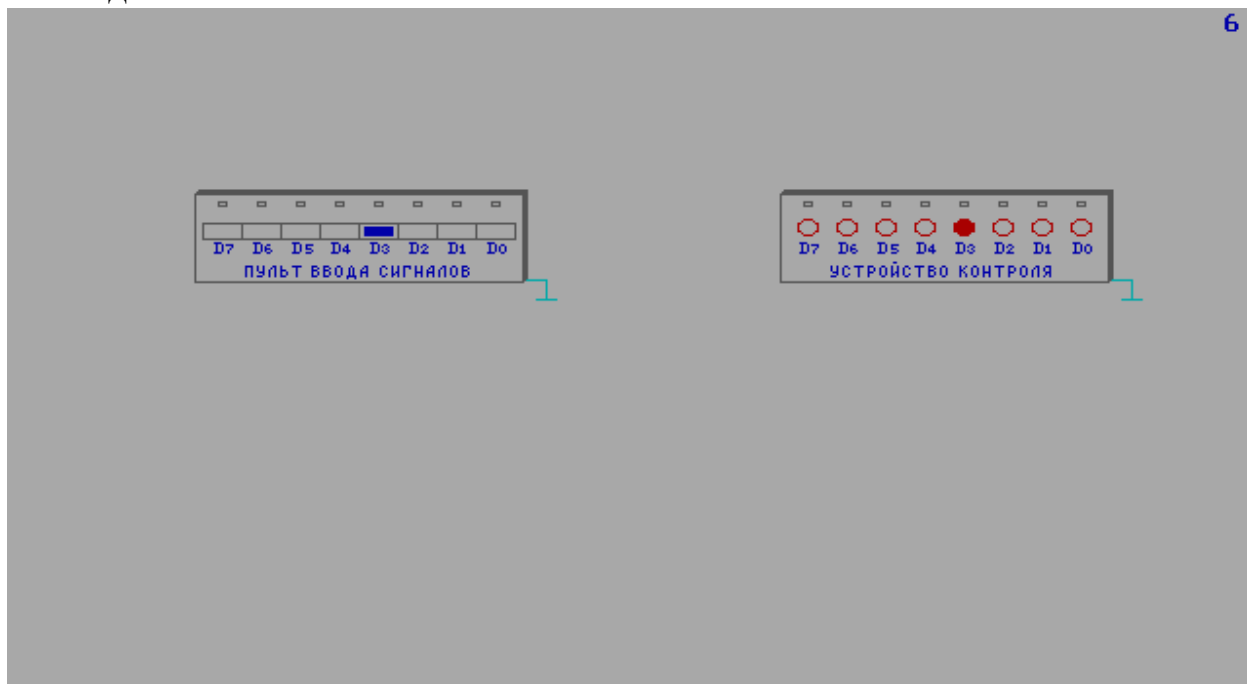 6
D7 D6 D5 D4 D3 D2 D1 D0
ПУЛЬТ ВВОДА СИГНАЛОВ
D7 D6 D5 D4 D3 D2 D1 D0
УСТРОЙСТВО КОНТРОЛЯ